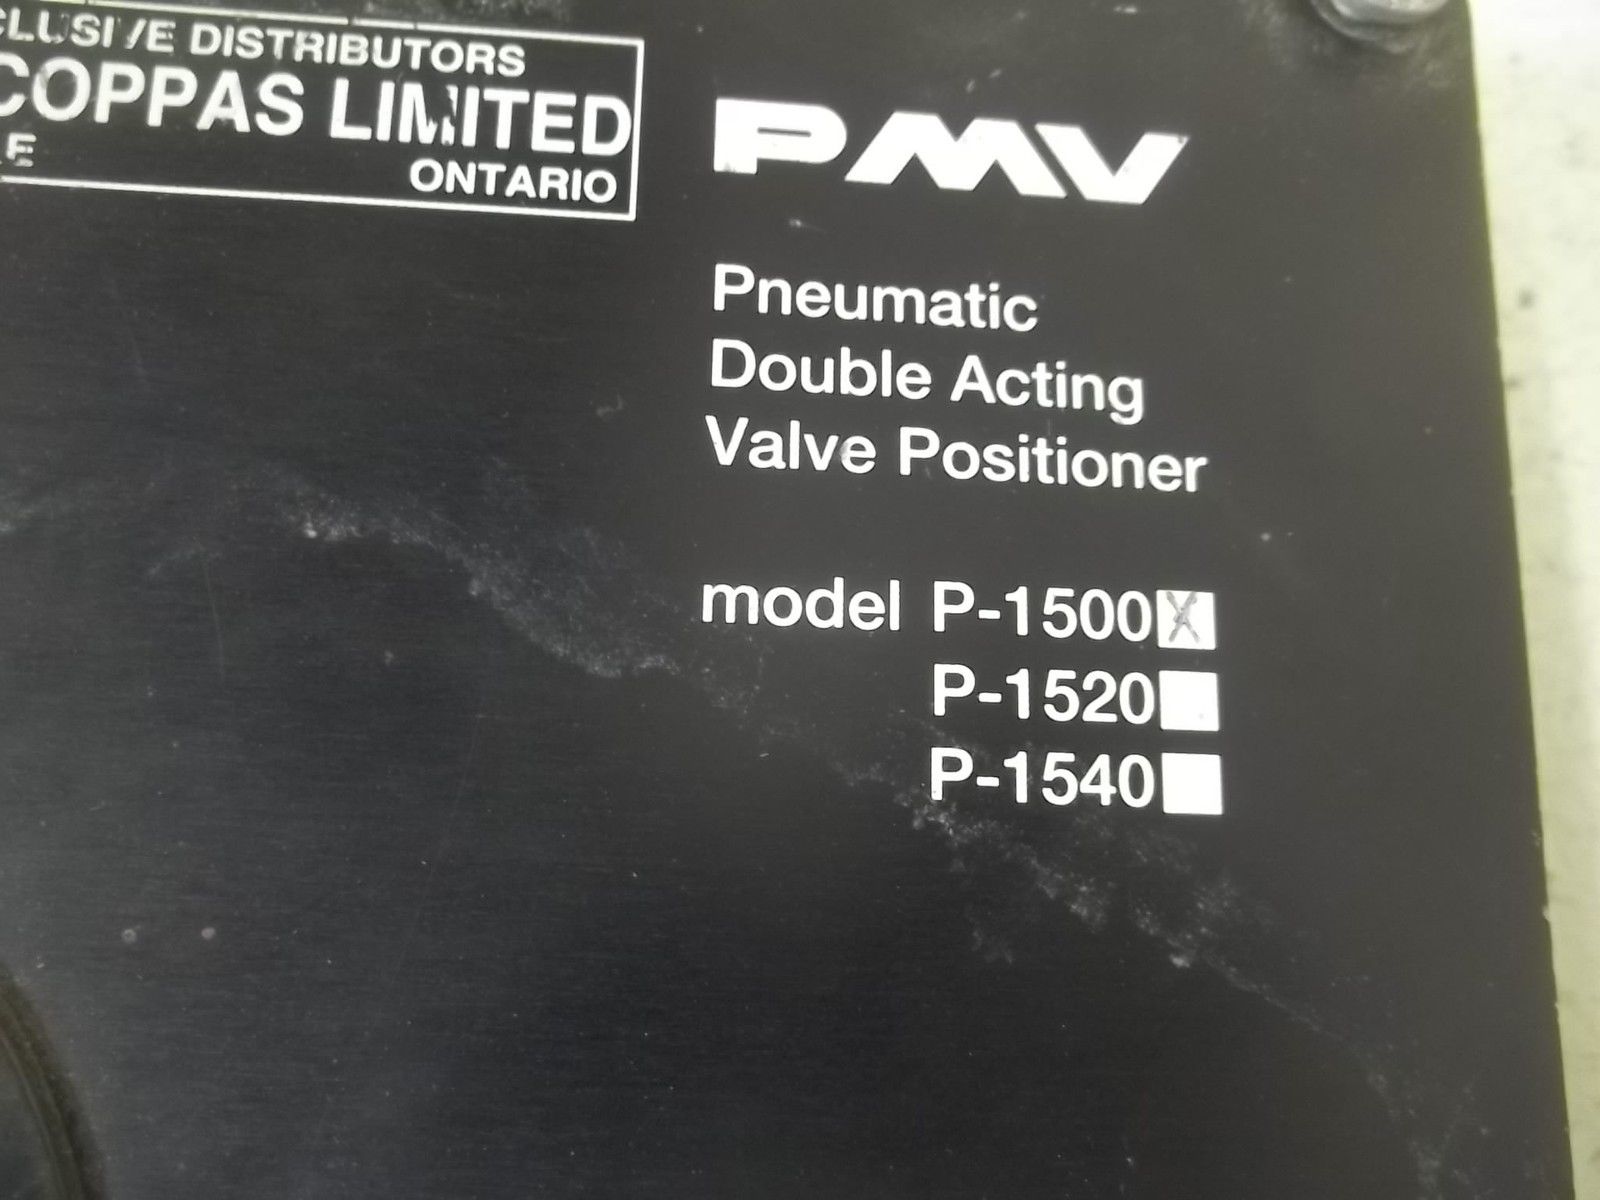 EXCLUSIVE DISTRIBUTORS
COPPAS LIMITED
ONTARIO
PMV
Pneumatic
Double Acting
Valve Positioner
model P-1500 X
P-1520
P-1540